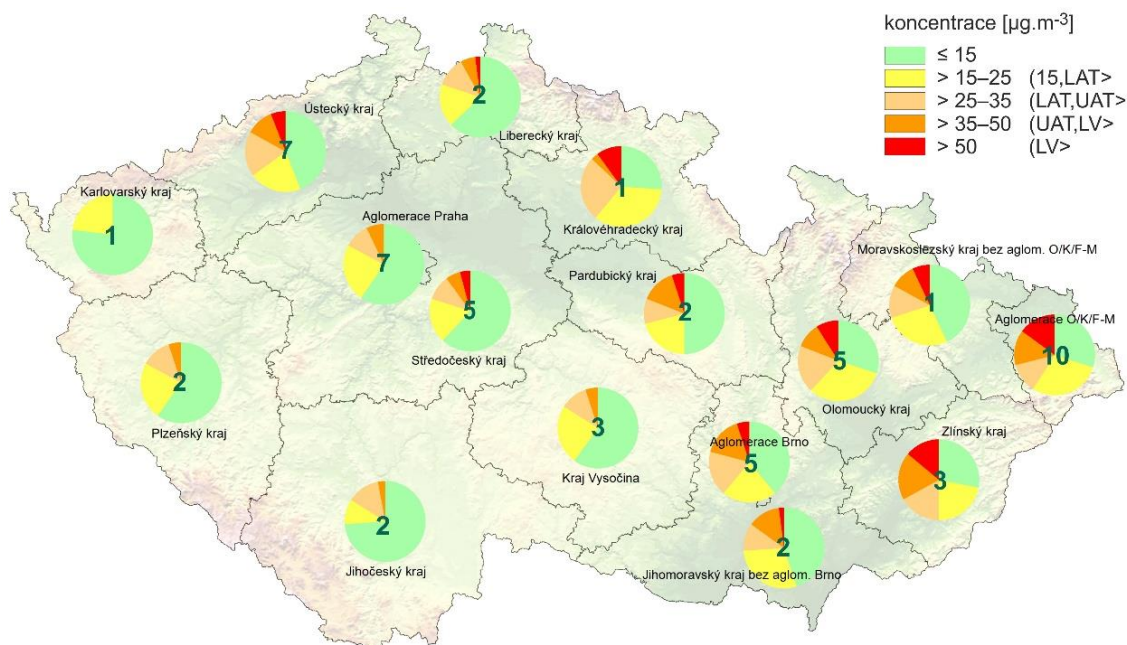 koncentrace [µg.m⁻³]
≤ 15
> 15–25 (15,LAT>
> 25–35 (LAT,UAT>
> 35–50 (UAT,LV>
> 50 (LV>
Ústecký kraj
7
2
Liberecký kraj
Karlovarský kraj
1
1
Královéhradecký kraj
Aglomerace Praha
7
Moravskoslezský kraj bez aglom. O/K/F-M
1
Pardubický kraj
2
5
Středočeský kraj
Aglomerace O/K/F-M
10
5
Olomoucký kraj
2
Plzeňský kraj
3
Kraj Vysočina
Aglomerace Brno
5
Zlínský kraj
3
2
Jihočeský kraj
2
Jihomoravský kraj bez aglom. Brno